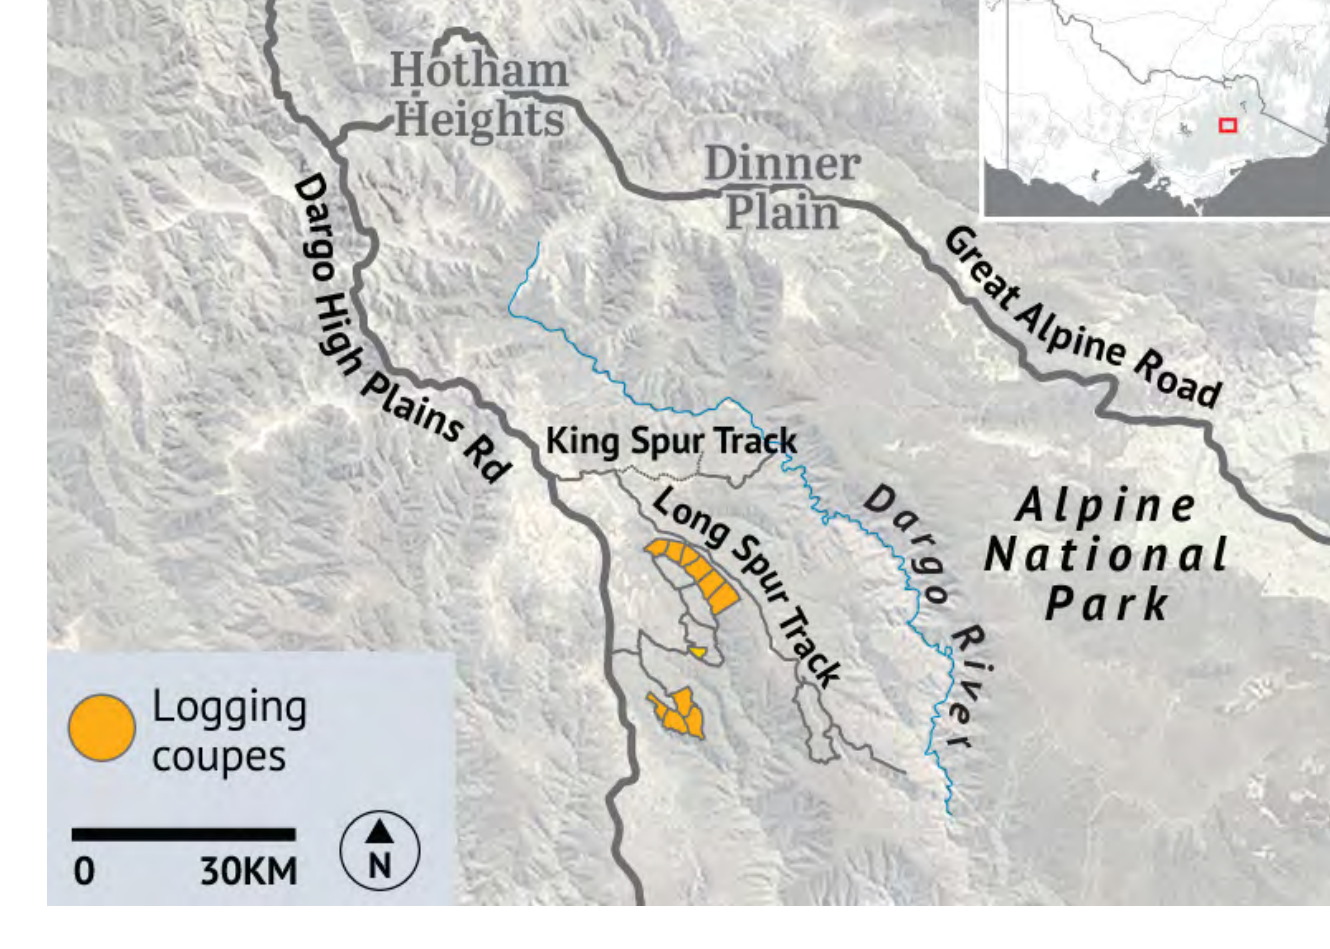 Hotham
Heights
Dinner
Plain
Dargo High Plains Rd
Great Alpine Road
King Spur Track
Long Spur Track
Dargo River
Alpine
National
Park
Logging
coupes
0 30KM
N